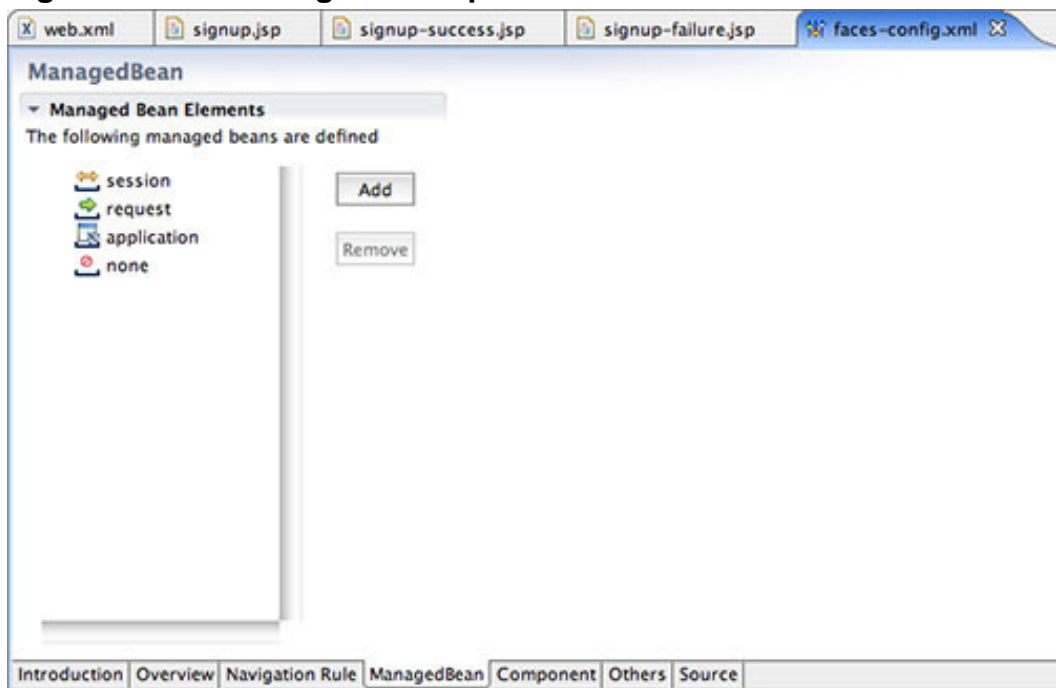 web.xml signup.jsp signup-success.jsp signup-failure.jsp faces-config.xml
ManagedBean
Managed Bean Elements
The following managed beans are defined
session
Add
request
application
Remove
none
Introduction Overview Navigation Rule ManagedBean Component Others Source